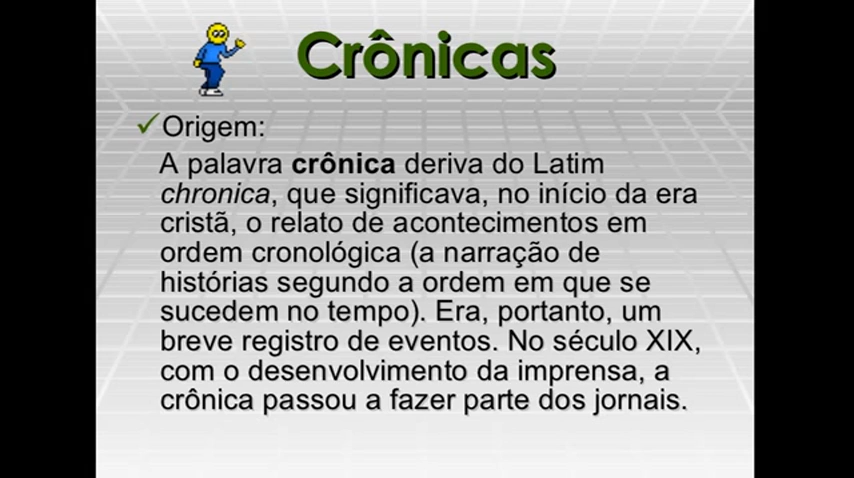 Crônicas
Origem:
A palavra crônica deriva do Latim
chronica, que significava, no início da era
cristã, o relato de acontecimentos em
ordem cronológica (a narração de
histórias segundo a ordem em que se
sucedem no tempo). Era, portanto, um
breve registro de eventos. No século XIX,
com o desenvolvimento da imprensa, a
crônica passou a fazer parte dos jornais.